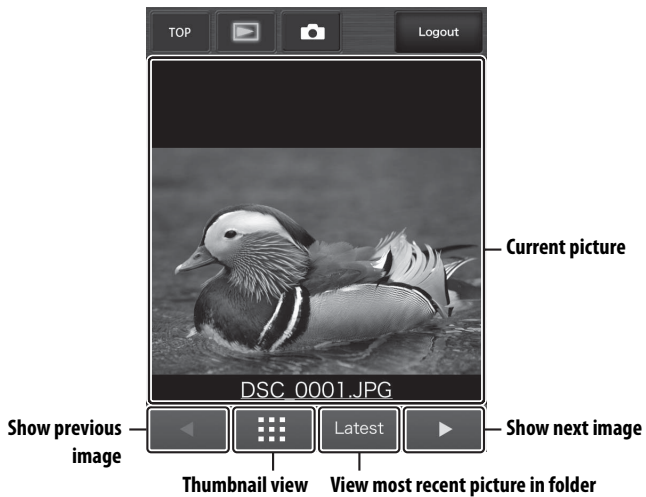 TOP
Logout
Current picture
DSC_0001.JPG
Show previous
image
Latest
Show next image
Thumbnail view
View most recent picture in folder